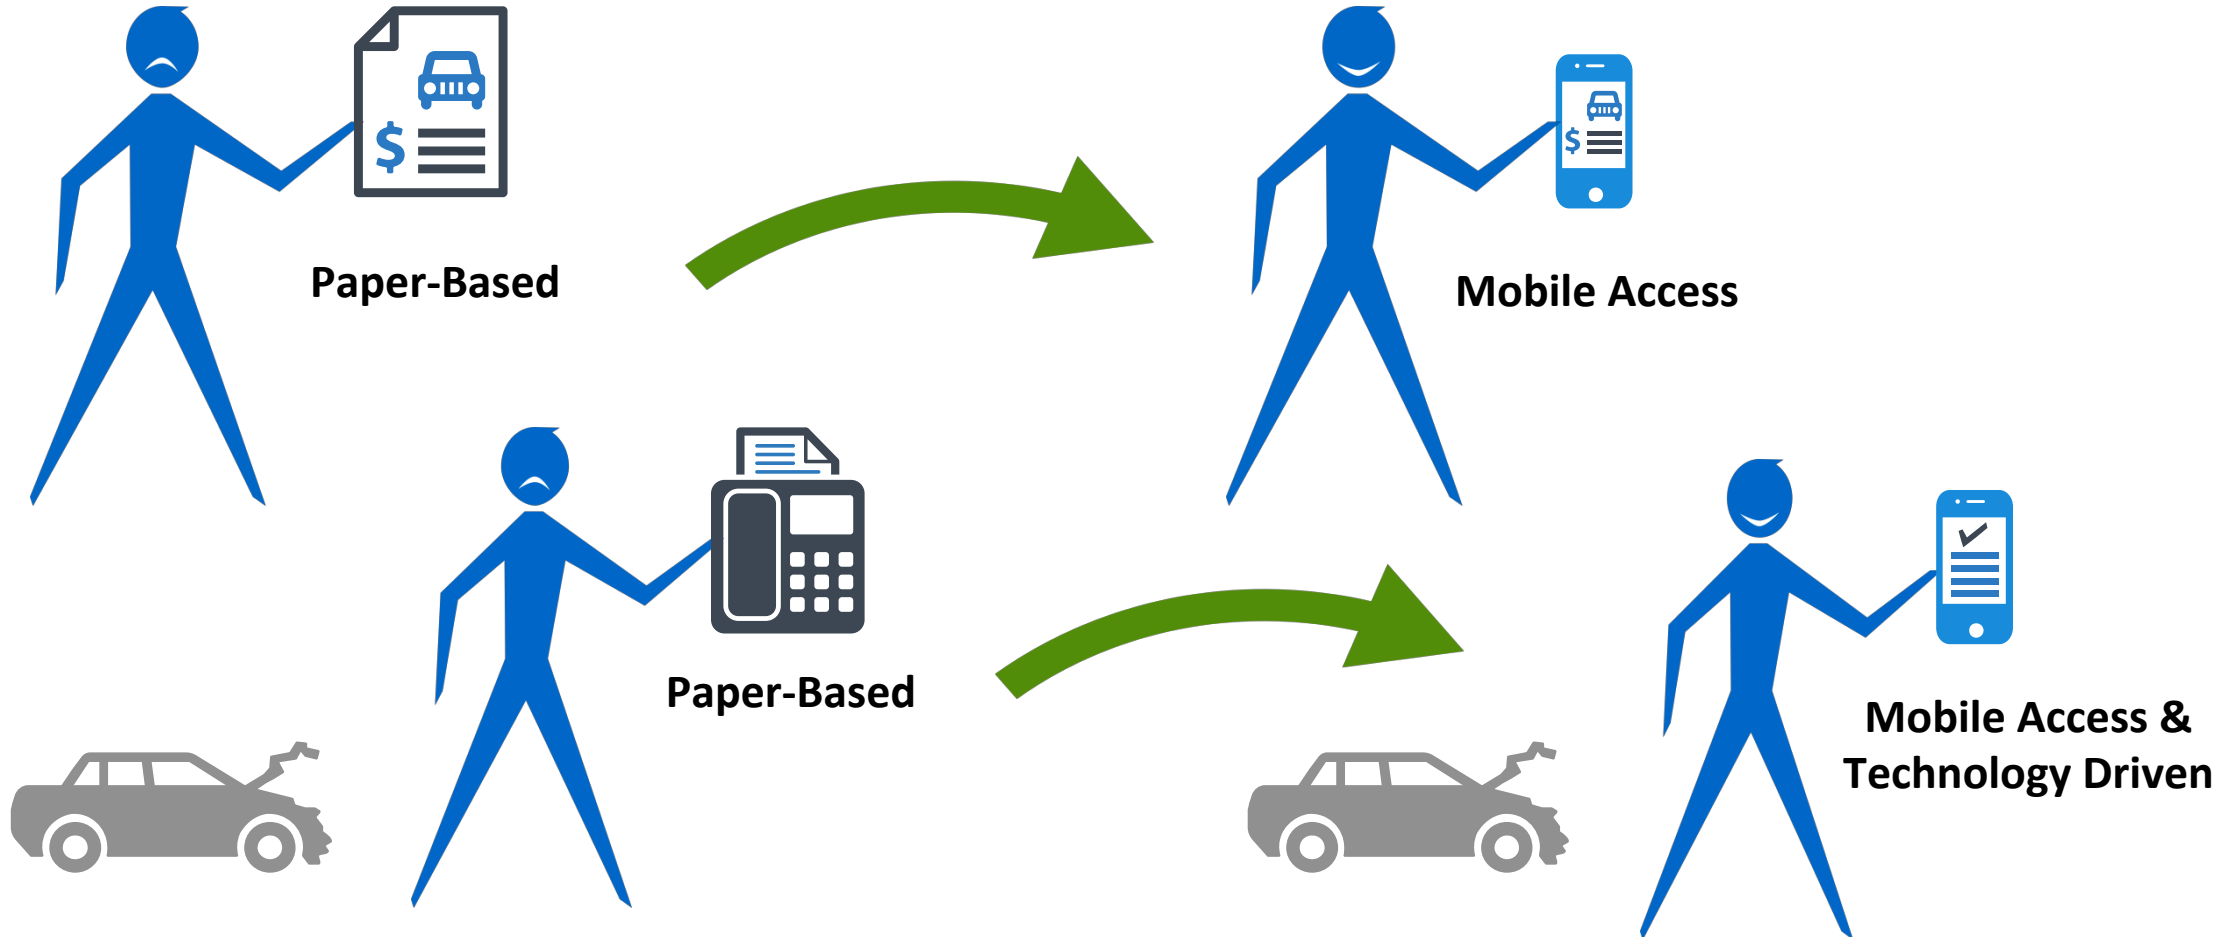 $
$
Paper-Based
Mobile Access
Paper-Based
Mobile Access &
Technology Driven